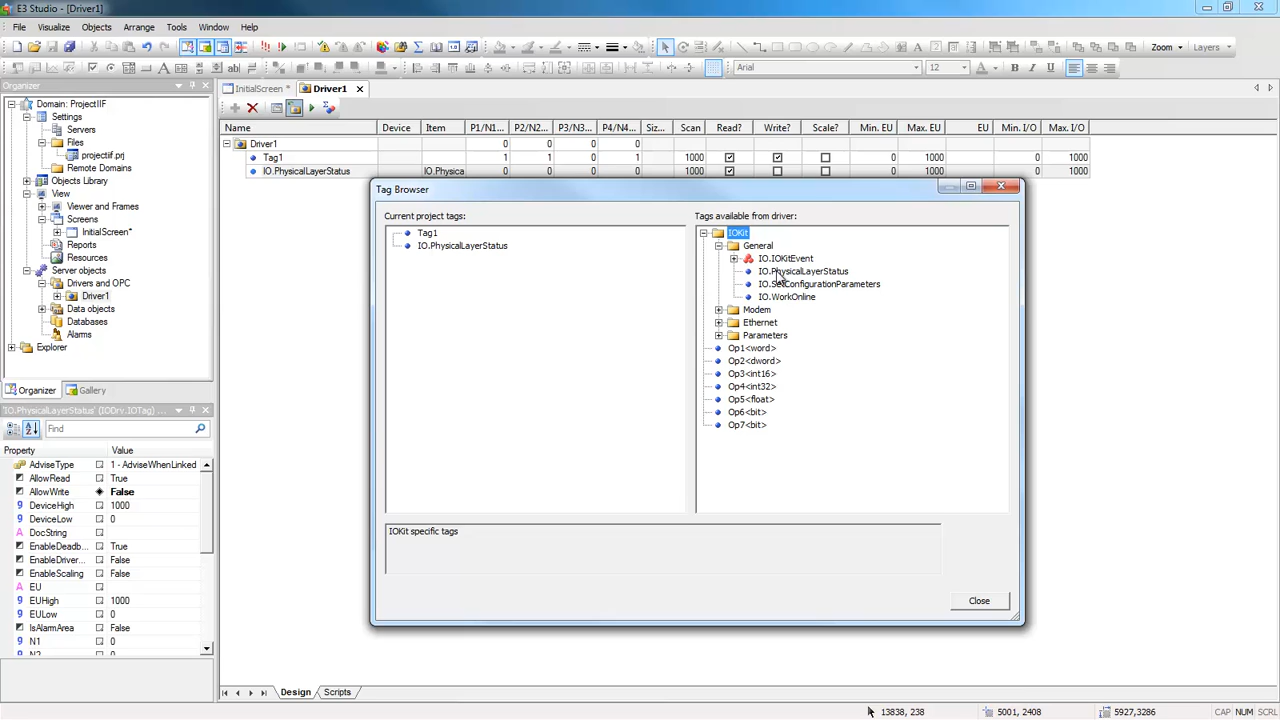 E3 Studio - [Driver1]
File Visualize Objects Arrange Tools Window Help
Zoom Layers
Arial 12 B I U
Organizer
Domain: ProjectIIF
Settings
Servers
Files
projectiif.prj
Remote Domains
Objects Library
View
Viewer and Frames
Screens
InitialScreen*
Reports
Server objects
Drivers and OPC
Driver1
Data objects
Databases
Alarms
Explorer
Organizer Gallery
IO.PhysicalLayerStatus' (IODrv.IOTag) ...
Find
Property Value
AdviseType 1 - AdviseWhenLinked
AllowRead True
AllowWrite False
DeviceHigh 1000
DeviceLow 0
DocString
EnableDeadb... True
EnableDriver... False
EnableScaling False
EU
EUHigh 1000
EULow 0
IsAlarmArea False
N1 0
N2 0
InitialScreen * Driver1
Name Device Item P1/N1... P2/N2... P3/N3... P4/N4... Siz... Scan Read? Write? Scale? Min. EU Max. EU EU Min. I/O Max. I/O
Driver1 0 0 0 0
Tag1 1 1 0 1 1000 0 1000 0 1000
IO.PhysicalLayerStatus IO.Physica 0 0 0 0 1000 0 1000 0 1000
Tag Browser
Current project tags:
Tag1
IO.PhysicalLayerStatus
Tags available from driver:
IOKit
General
IO.IOKitEvent
IO.PhysicalLayerStatus
IO.SetConfigurationParameters
IO.WorkOnline
Modem
Ethernet
Parameters
Op1<word>
Op2<dword>
Op3<int16>
Op4<int32>
Op5<float>
Op6<bit>
Op7<bit>
IOKit specific tags
Close
Design Scripts
13838, 238 5001, 2408 5927,3286 CAP NUM SCRL